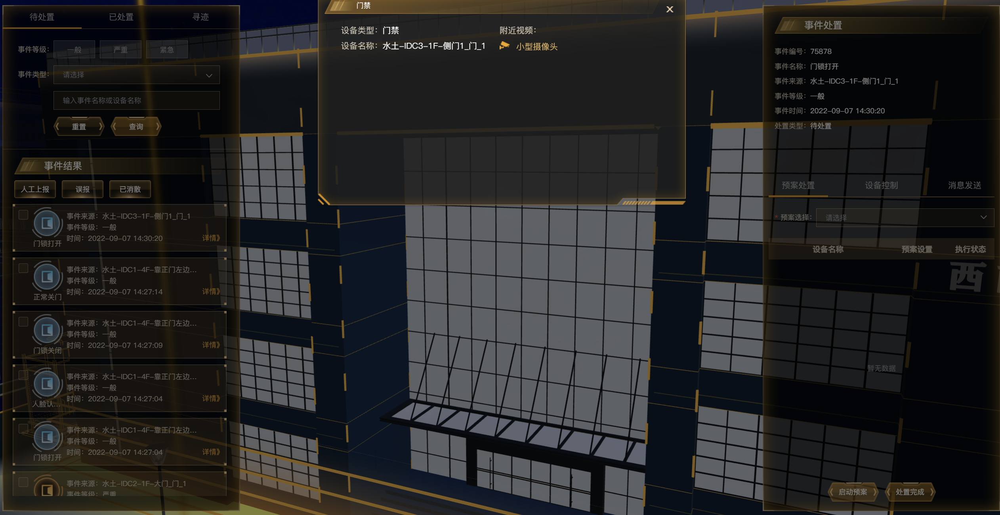 待处置 已处置 寻迹
事件等级： 一般 严重 紧急
事件类型： 请选择
输入事件名称或设备名称
重置 查询
事件结果
人工上报 误报 已消散
事件来源：水土-IDC3-1F-侧门1_门_1
事件等级：一般
时间：2022-09-07 14:30:20 详情》
门锁打开
事件来源：水土-IDC1-4F-靠正门左边...
事件等级：一般
时间：2022-09-07 14:27:14 详情》
正常关门
事件来源：水土-IDC1-4F-靠正门左边...
事件等级：一般
时间：2022-09-07 14:27:09 详情》
门锁关闭
事件来源：水土-IDC1-4F-靠正门左边...
事件等级：一般
时间：2022-09-07 14:27:04 详情》
人脸认...
事件来源：水土-IDC1-4F-靠正门左边...
事件等级：一般
时间：2022-09-07 14:27:04 详情》
门锁打开
事件来源：水土-IDC2-1F-大门_门_1
事件等级：严重
门禁 X
设备类型：门禁 附近视频：
设备名称：水土-IDC3-1F-侧门1_门_1 小型摄像头
事件处置
事件编号：75878
事件名称：门锁打开
事件来源：水土-IDC3-1F-侧门1_门_1
事件等级：一般
事件时间：2022-09-07 14:30:20
处置类型：待处置
预案处置 设备控制 消息发送
* 预案选择： 请选择
设备名称 预案设置 执行状态
西
暂无数据
启动预案 处置完成